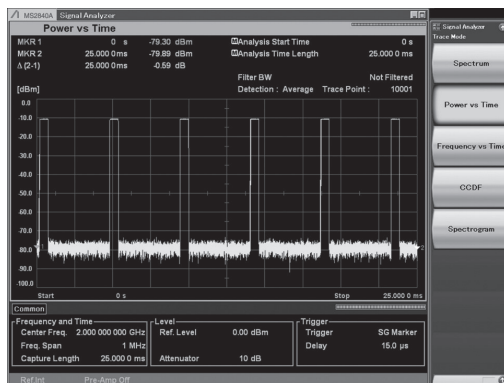 MS2840A Signal Analyzer
Power vs Time
MKR 1 0 s -79.30 dBm
MKR 2 25.000 0ms -79.89 dBm
Δ (2-1) 25.000 0ms -0.59 dB
Analysis Start Time 0 s
Analysis Time Length 25.000 0 ms
Filter BW Not Filtered
Detection : Average Trace Point : 10001
[dBm]
0.0
-10.0
-20.0
-30.0
-40.0
-50.0
-60.0
-70.0
-80.0
-90.0
-100.0
1
2
Start 0 s Stop 25.000 0 ms
Common
Frequency and Time
Center Freq. 2.000 000 000 GHz
Freq. Span 1 MHz
Capture Length 25.000 0 ms
Level
Ref. Level 0.00 dBm
Attenuator 10 dB
Trigger
Trigger SG Marker
Delay 15.0 µs
Ref.Int Pre-Amp Off
Signal Analyzer
Trace Mode
Spectrum
Power vs Time
Frequency vs Time
CCDF
Spectrogram